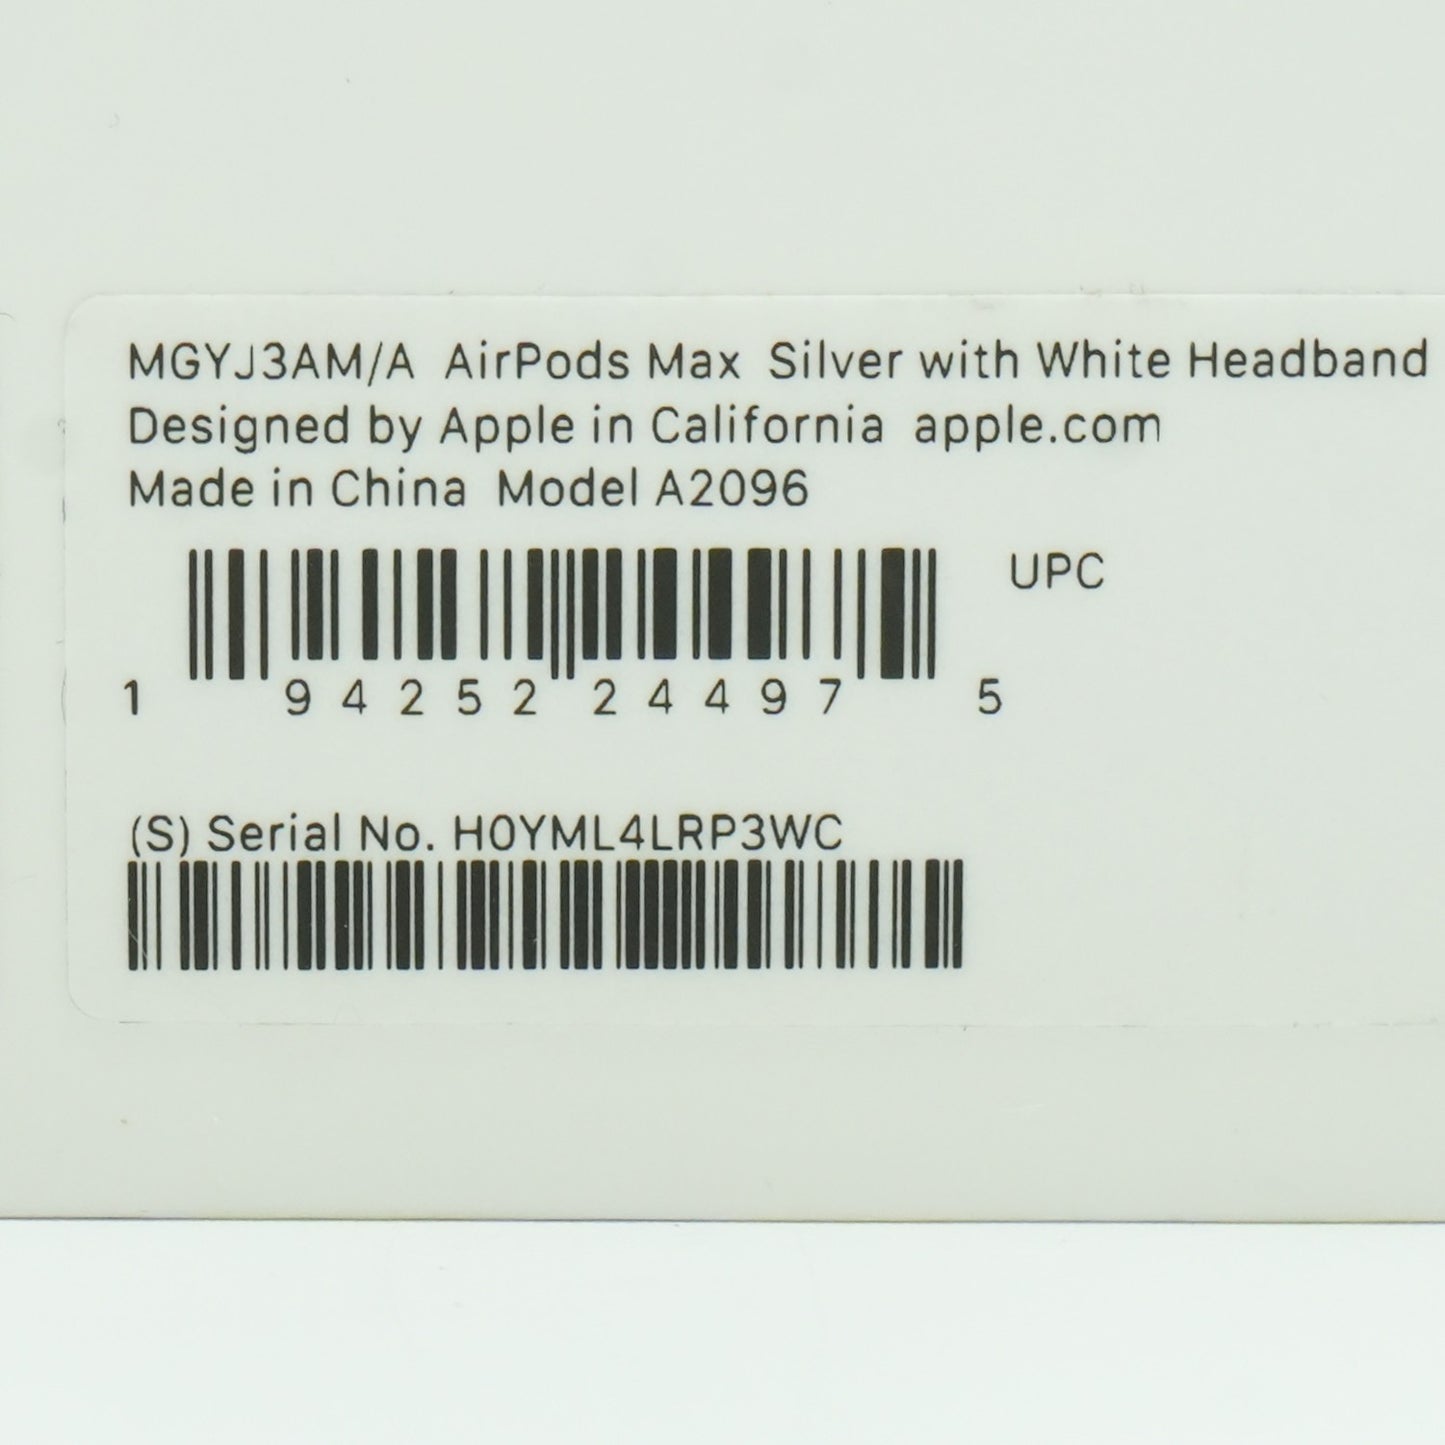 MGYJ3AM/A AirPods Max Silver with White Headband
Designed by Apple in California apple.com
Made in China Model A2096
UPC
1 94252 24497 5
(S) Serial No. H0YML4LRP3WC